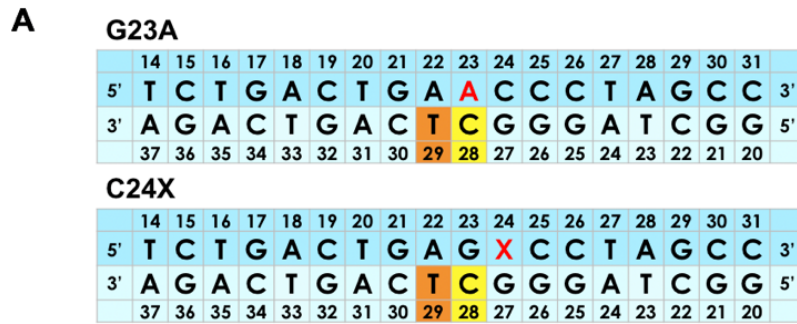 A
G23A
14 15 16 17 18 19 20 21 22 23 24 25 26 27 28 29 30 31
5' T C T G A C T G A A C C C T A G C C 3'
3' A G A C T G A C T C G G G A T C G G 5'
37 36 35 34 33 32 31 30 29 28 27 26 25 24 23 22 21 20
C24X
14 15 16 17 18 19 20 21 22 23 24 25 26 27 28 29 30 31
5' T C T G A C T G A G X C C T A G C C 3'
3' A G A C T G A C T C G G G A T C G G 5'
37 36 35 34 33 32 31 30 29 28 27 26 25 24 23 22 21 20